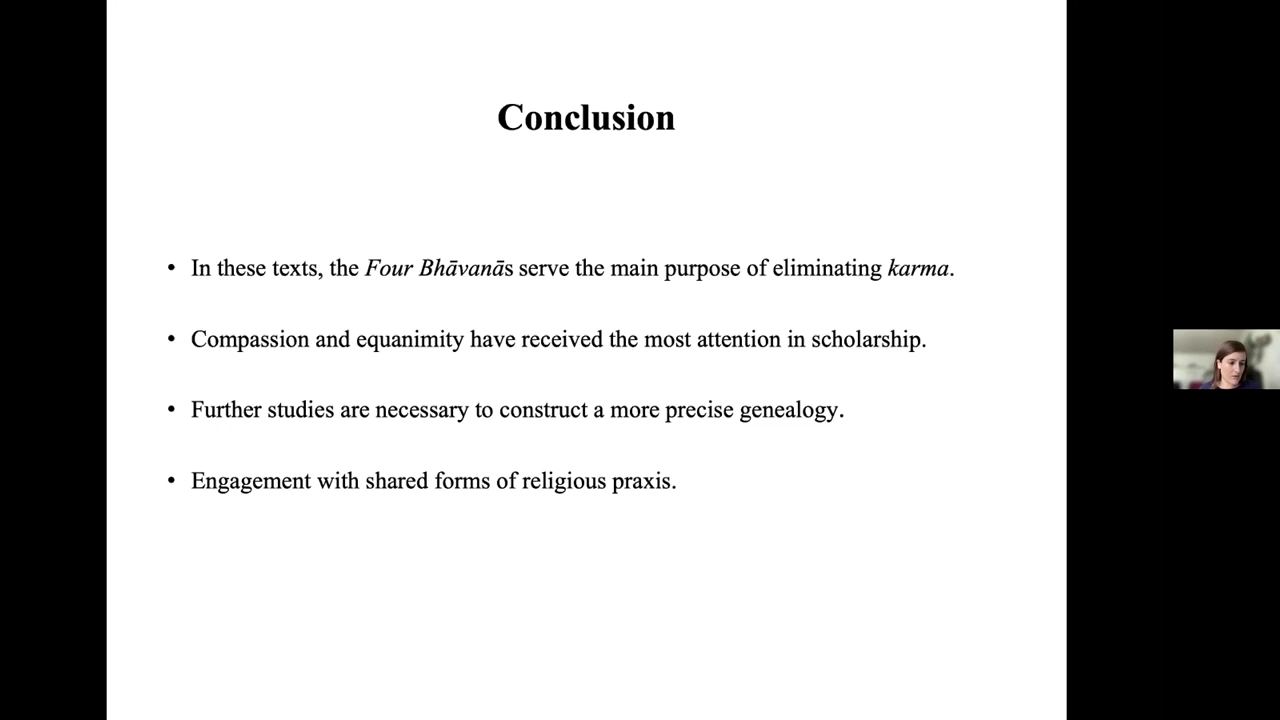 Conclusion
• In these texts, the Four Bhāvanās serve the main purpose of eliminating karma.
• Compassion and equanimity have received the most attention in scholarship.
• Further studies are necessary to construct a more precise genealogy.
• Engagement with shared forms of religious praxis.